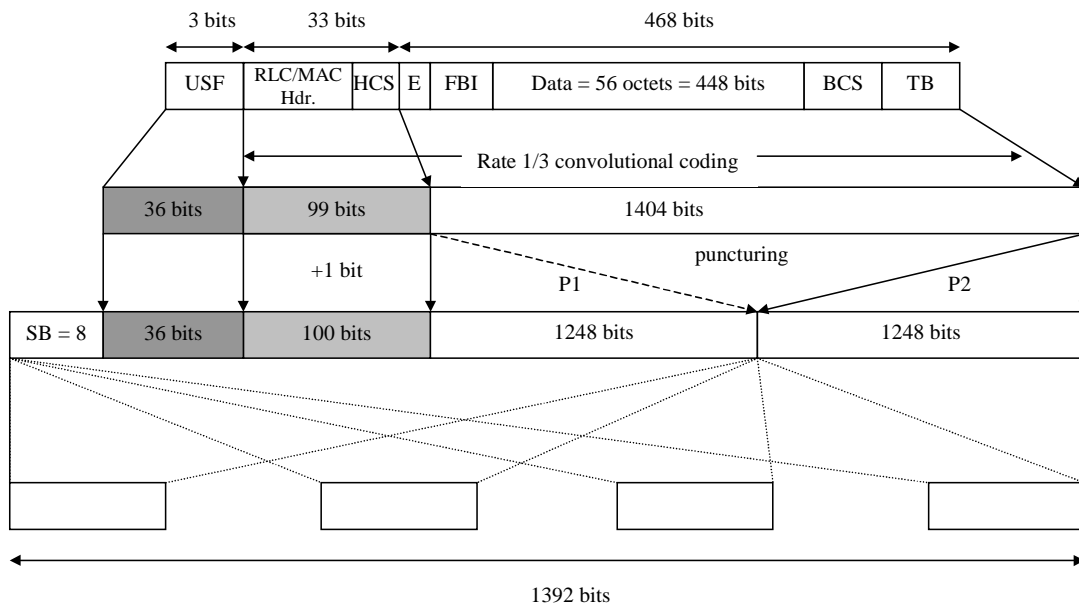 3 bits 33 bits 468 bits
USF RLC/MAC Hdr. HCS E FBI Data = 56 octets = 448 bits BCS TB
Rate 1/3 convolutional coding
36 bits 99 bits 1404 bits
+1 bit puncturing
P1 P2
SB = 8 36 bits 100 bits 1248 bits 1248 bits
1392 bits